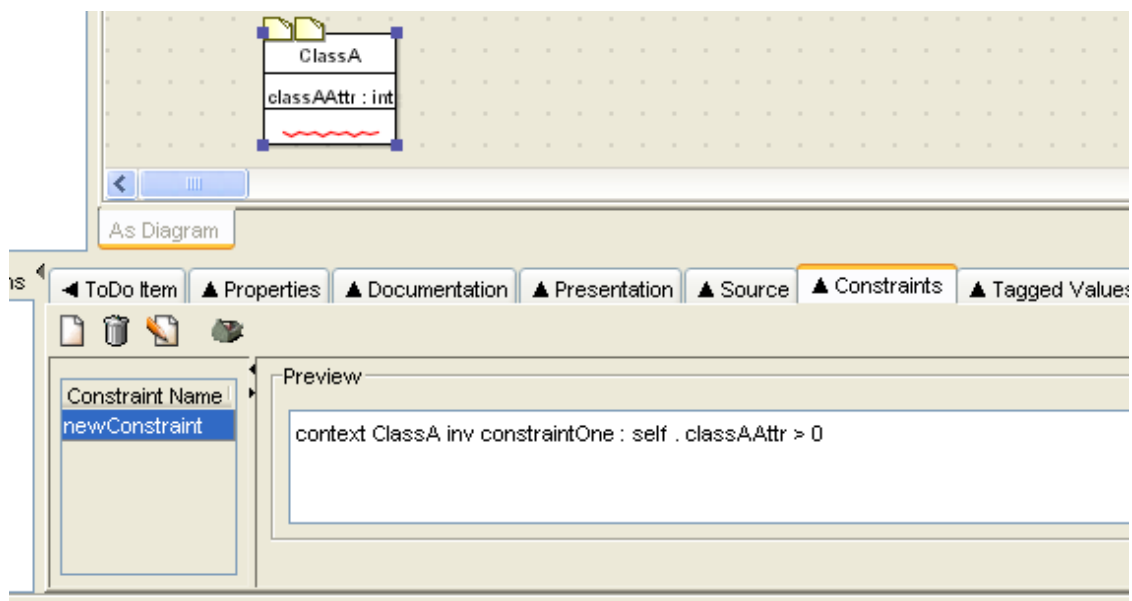 ClassA
classAAttr : int
As Diagram
ns
ToDo Item Properties Documentation Presentation Source Constraints Tagged Values
Constraint Name
newConstraint
Preview
context ClassA inv constraintOne : self . classAAttr > 0